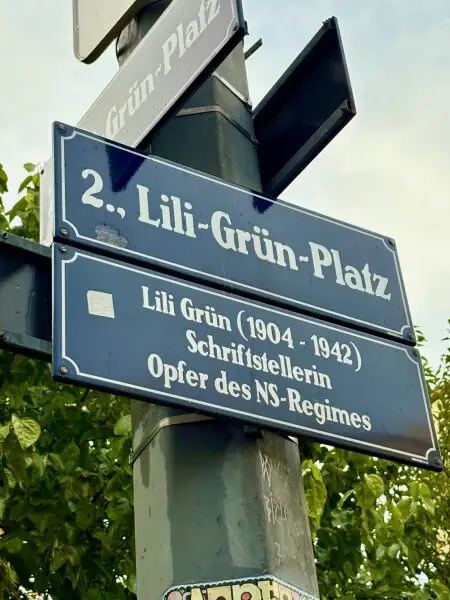 Grün-Platz
2., Lili-Grün-Platz
Lili Grün (1904 - 1942)
Schriftstellerin
Opfer des NS-Regimes